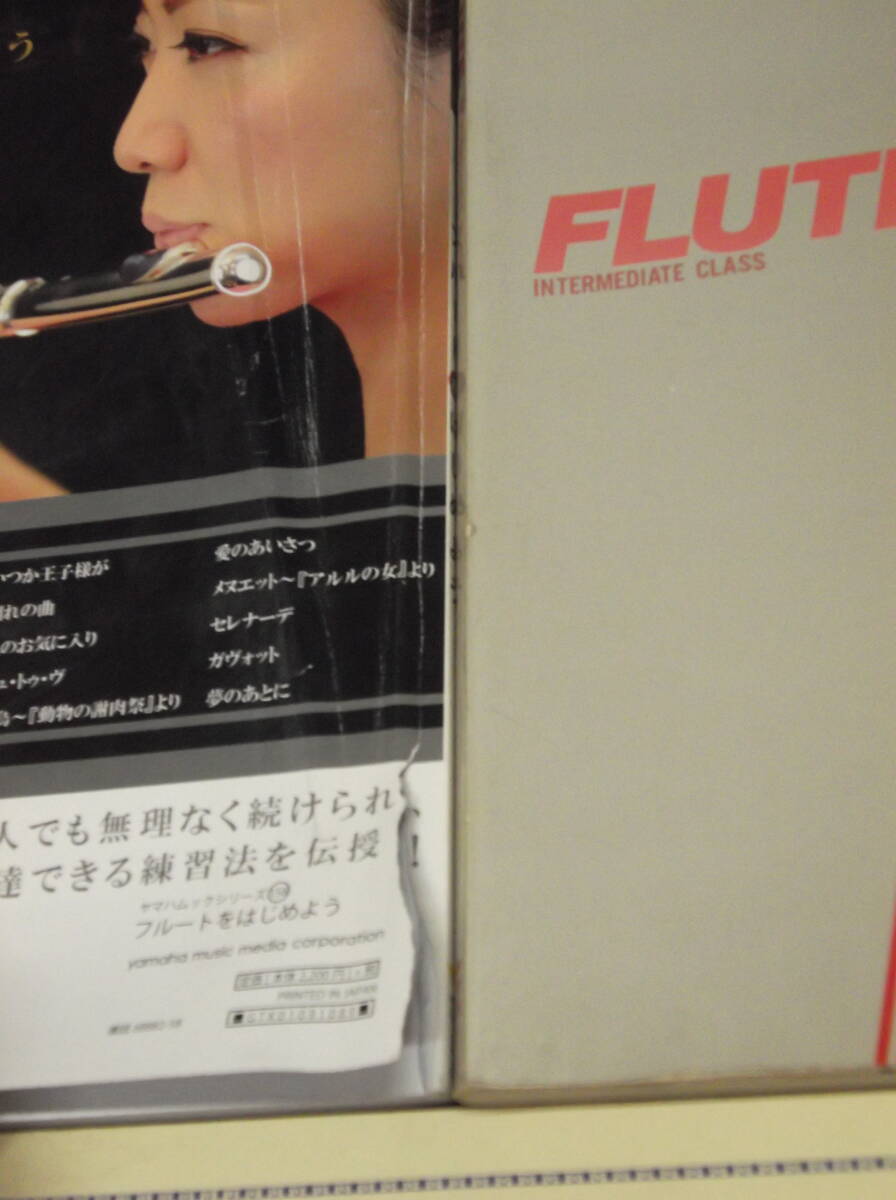 う
いつか王子様が
れの曲
のお気に入り
ュ・トゥ・ヴ
鳥~『動物の謝肉祭』より
愛のあいさつ
メヌエット~『アルルの女』より
セレナーデ
ガヴォット
夢のあとに
人でも無理なく続けられ、
達できる練習法を伝授!
ヤマハムックシリーズ
フルートをはじめよう
yamaha music media corporation
PRINTED IN JAPAN
FLUT
INTERMEDIATE CLASS